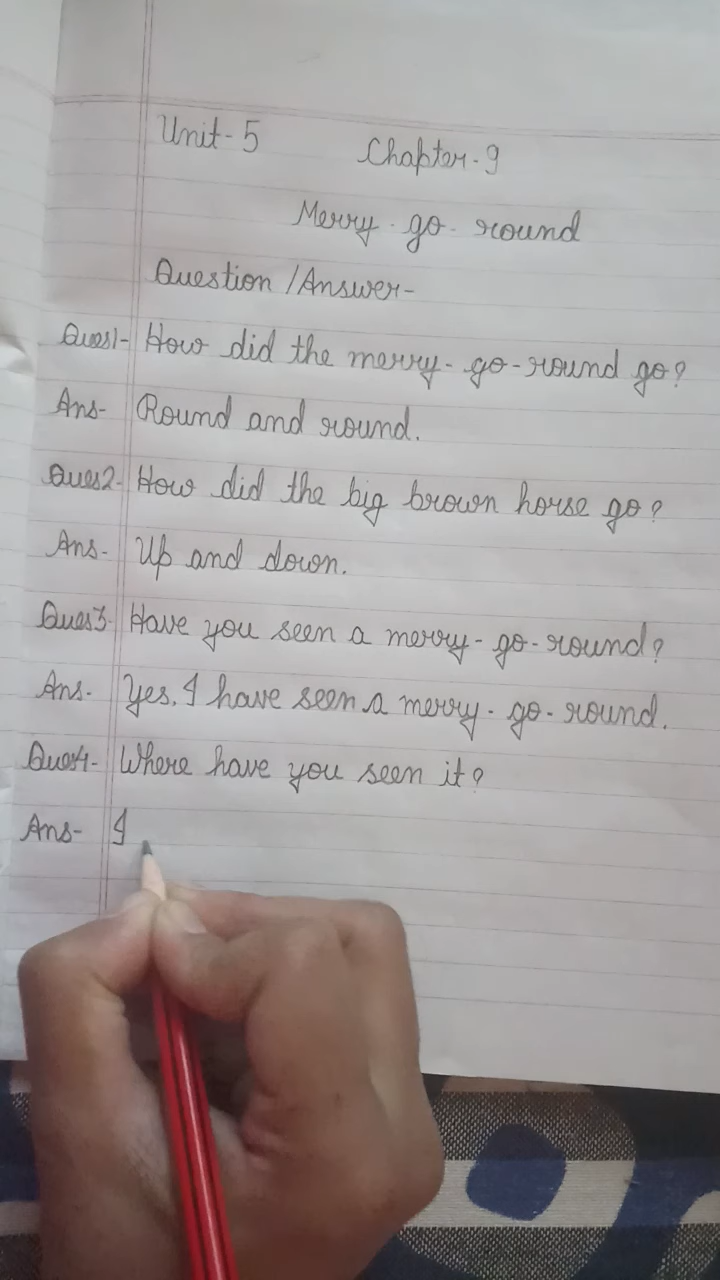 Unit-5 Chapter-9
Merry-go-round
Question/Answer-
Ques1- How did the merry-go-round go?
Ans- Round and round.
Ques2- How did the big brown horse go?
Ans- Up and down.
Ques3- Have you seen a merry-go-round?
Ans- Yes, I have seen a merry-go-round.
Ques4- Where have you seen it?
Ans- I